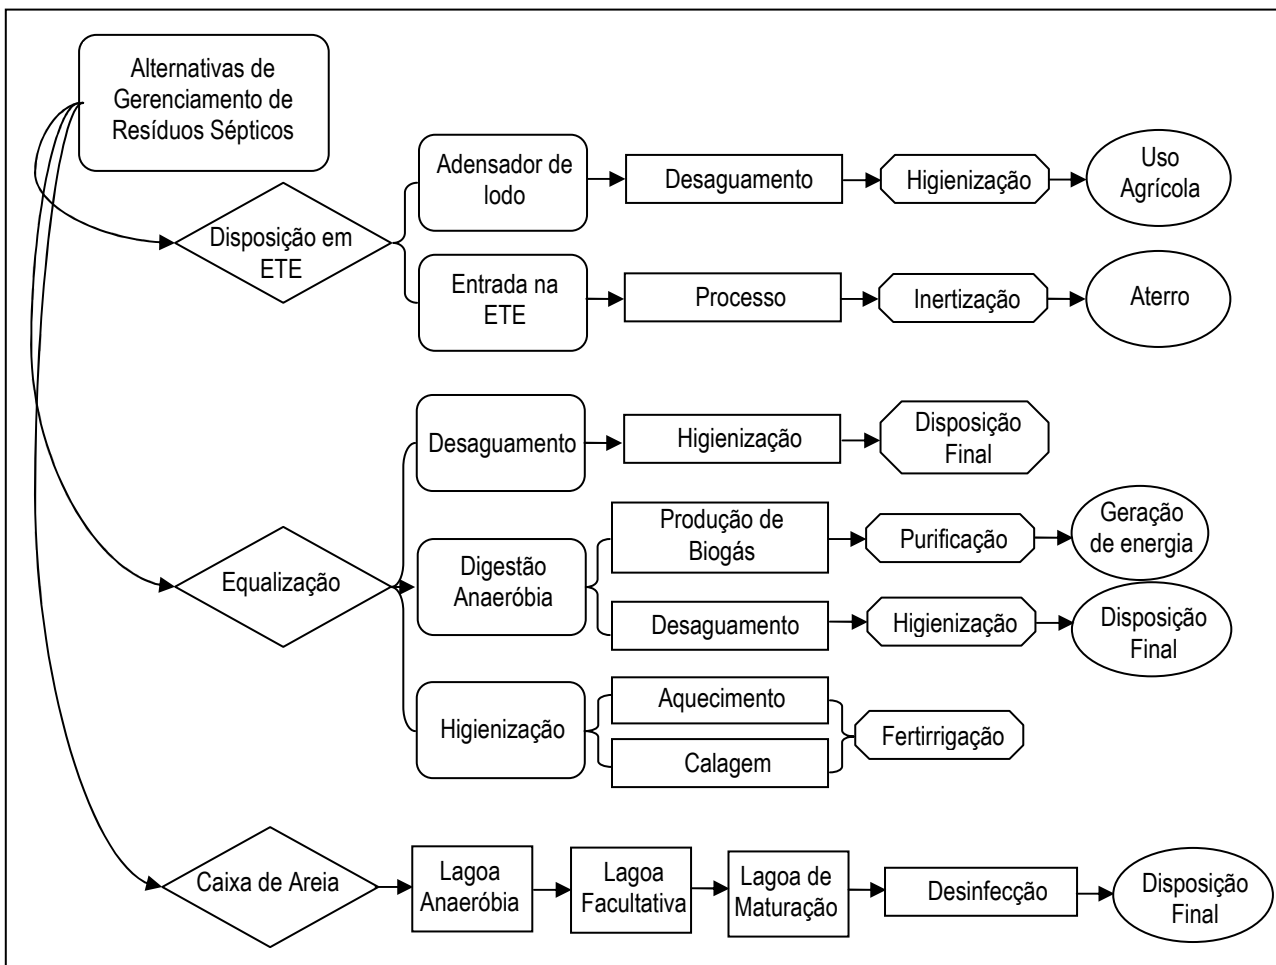 Alternativas de
Gerenciamento de
Resíduos Sépticos
Disposição em
ETE
Adensador de
lodo
Desaguamento
Higienização
Uso
Agrícola
Entrada na
ETE
Processo
Inertização
Aterro
Equalização
Desaguamento
Higienização
Disposição
Final
Digestão
Anaeróbia
Produção de
Biogás
Purificação
Geração
de energia
Desaguamento
Higienização
Disposição
Final
Higienização
Aquecimento
Calagem
Fertirrigação
Caixa de Areia
Lagoa
Anaeróbia
Lagoa
Facultativa
Lagoa de
Maturação
Desinfecção
Disposição
Final